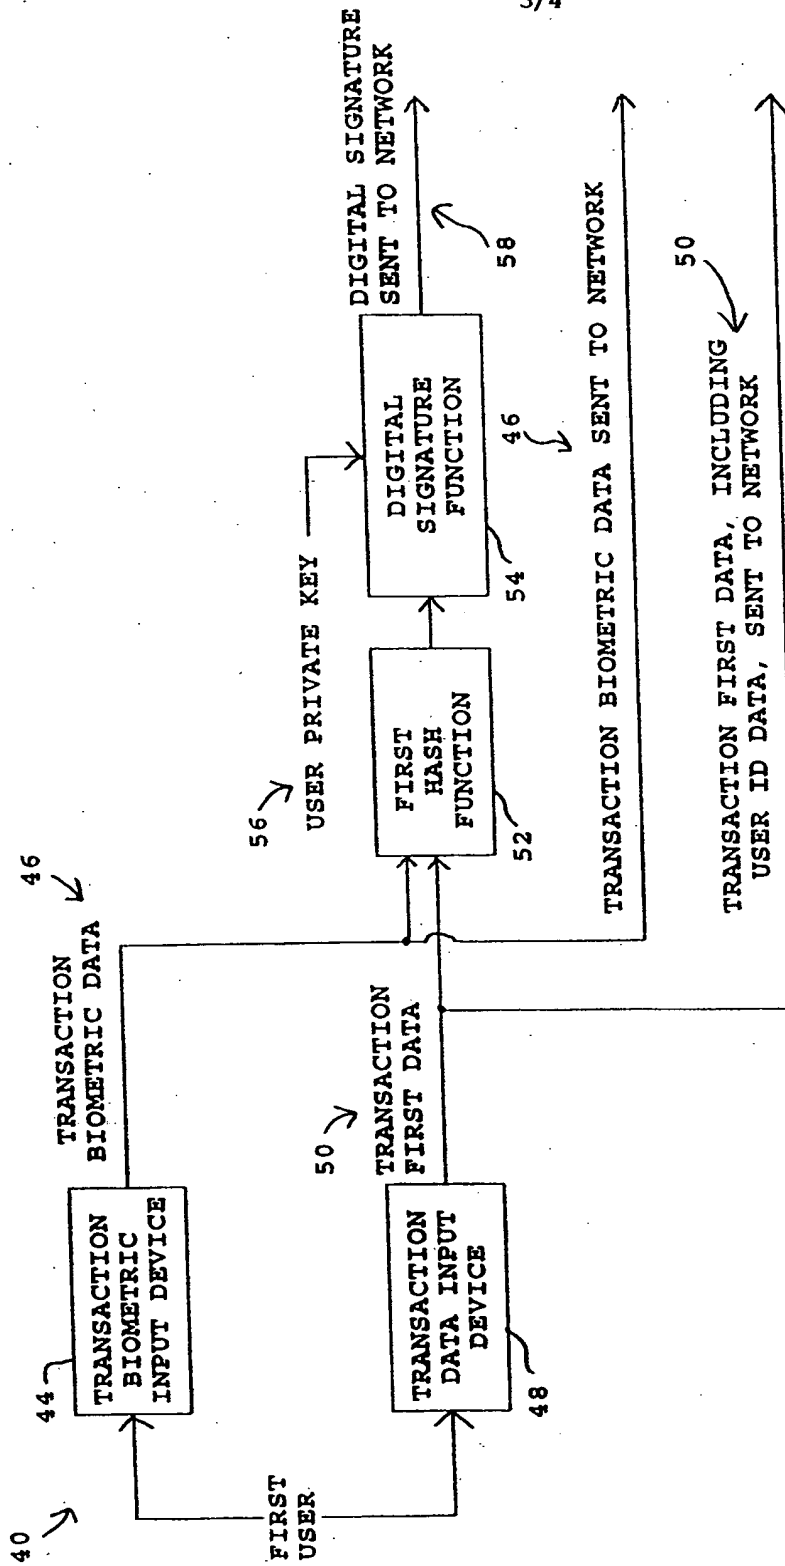 3/4
40
FIRST
USER
44
TRANSACTION
BIOMETRIC
INPUT DEVICE
TRANSACTION
BIOMETRIC DATA
46
48
TRANSACTION
DATA INPUT
DEVICE
50
TRANSACTION
FIRST DATA
56
USER PRIVATE KEY
FIRST
HASH
FUNCTION
52
DIGITAL
SIGNATURE
FUNCTION
54
DIGITAL SIGNATURE
SENT TO NETWORK
58
46
TRANSACTION BIOMETRIC DATA SENT TO NETWORK
50
TRANSACTION FIRST DATA, INCLUDING
USER ID DATA, SENT TO NETWORK